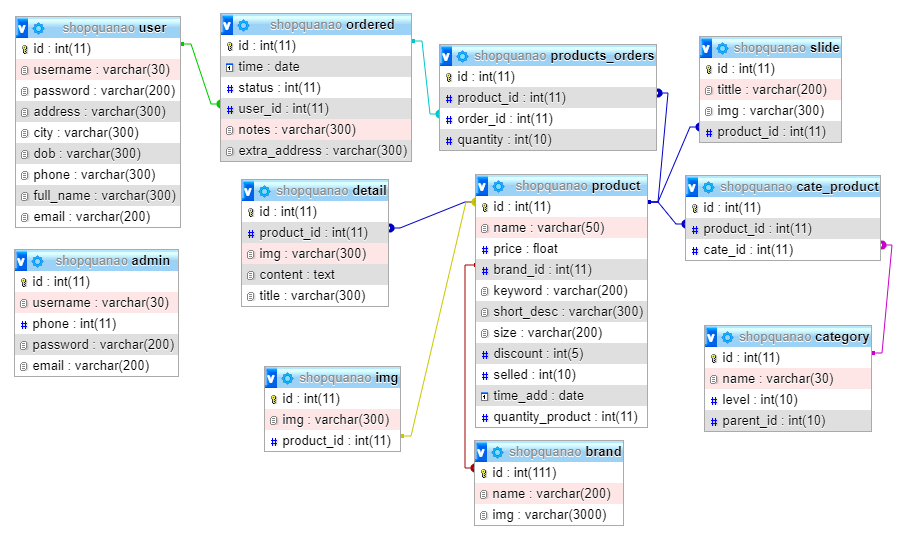 shopquanao user
id : int(11)
username : varchar(30)
password : varchar(200)
address : varchar(300)
city : varchar(300)
dob : varchar(300)
phone : varchar(300)
full_name : varchar(300)
email : varchar(200)
shopquanao ordered
id : int(11)
time : date
status : int(11)
user_id : int(11)
notes : varchar(300)
extra_address : varchar(300)
shopquanao products_orders
id : int(11)
product_id : int(11)
order_id : int(11)
quantity : int(10)
shopquanao slide
id : int(11)
tittle : varchar(200)
img : varchar(300)
product_id : int(11)
shopquanao detail
id : int(11)
product_id : int(11)
img : varchar(300)
content : text
title : varchar(300)
shopquanao product
id : int(11)
name : varchar(50)
price : float
brand_id : int(11)
keyword : varchar(200)
short_desc : varchar(300)
size : varchar(200)
discount : int(5)
selled : int(10)
time_add : date
quantity_product : int(11)
shopquanao cate_product
id : int(11)
product_id : int(11)
cate_id : int(11)
shopquanao admin
id : int(11)
username : varchar(30)
phone : int(11)
password : varchar(200)
email : varchar(200)
shopquanao category
id : int(11)
name : varchar(30)
level : int(10)
parent_id : int(10)
shopquanao img
id : int(11)
img : varchar(300)
product_id : int(11)
shopquanao brand
id : int(111)
name : varchar(200)
img : varchar(3000)